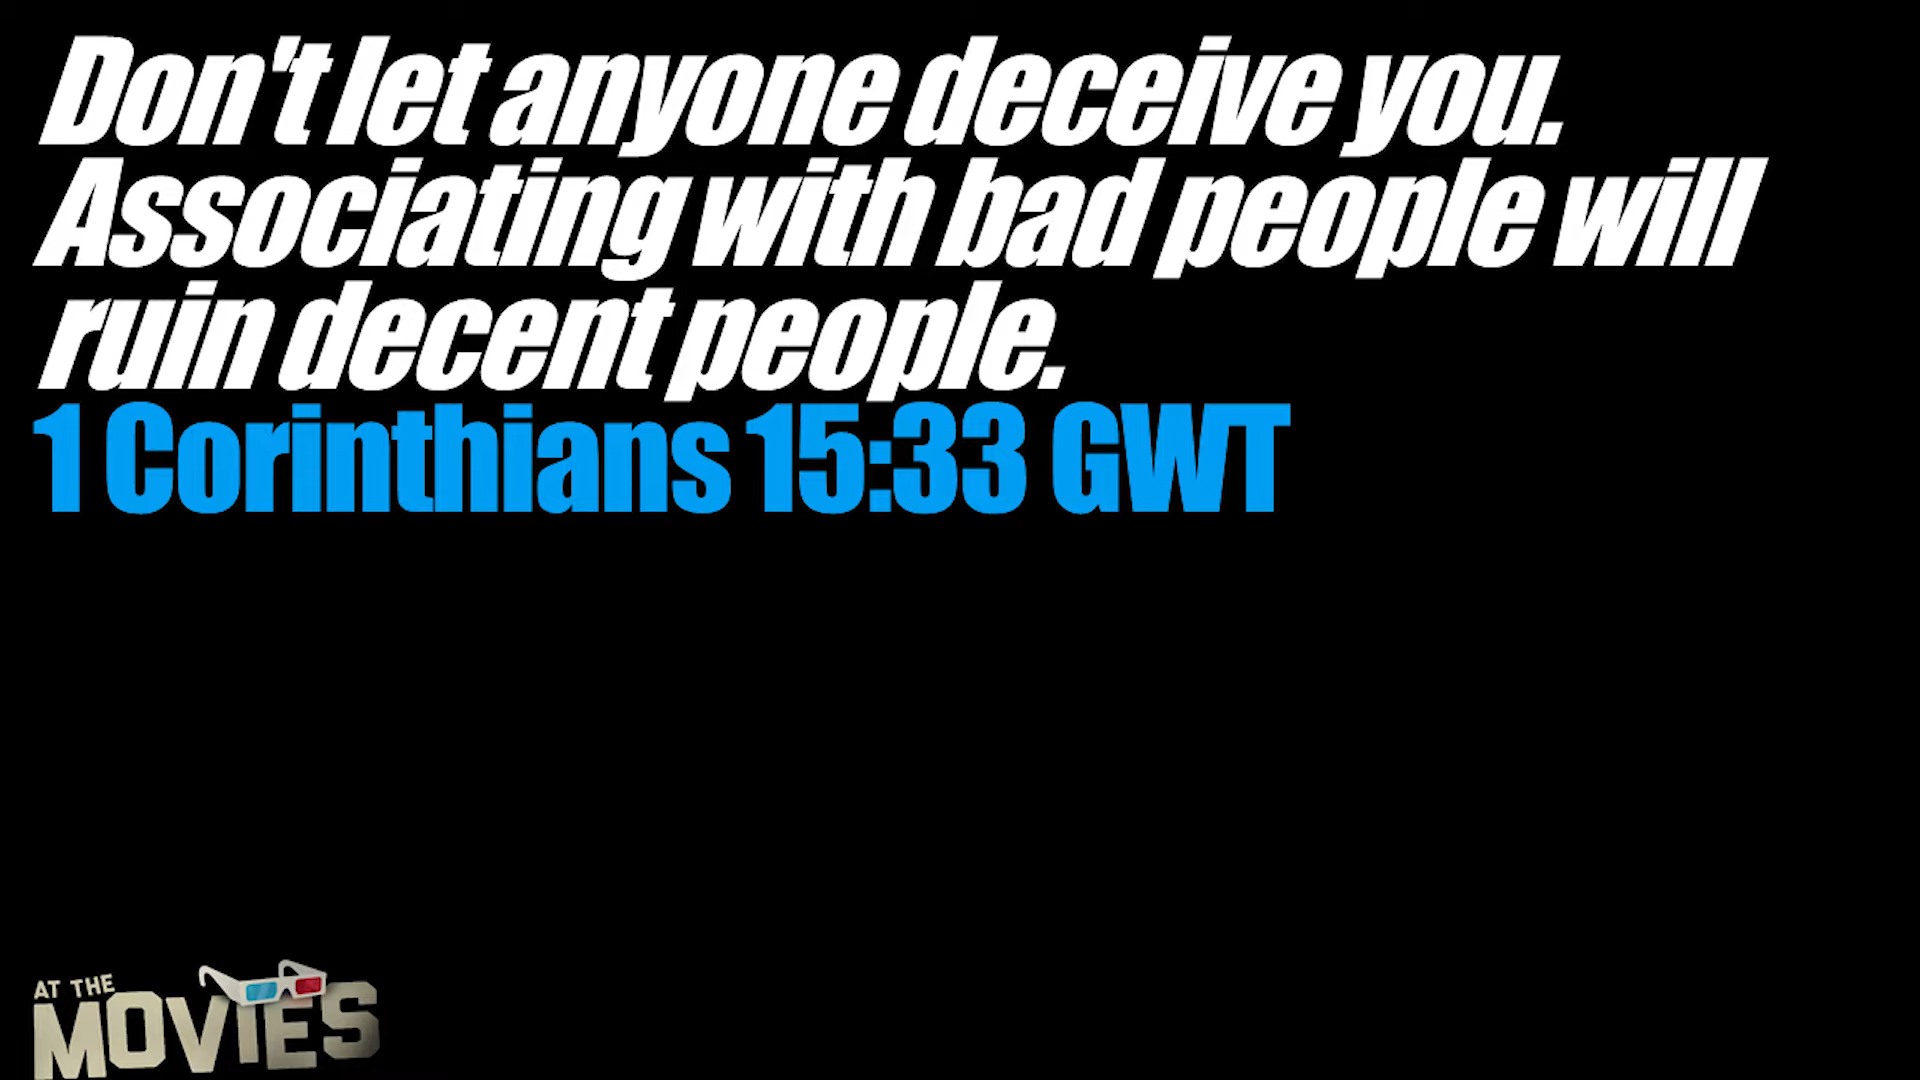 Don't let anyone deceive you.
Associating with bad people will
ruin decent people.
1 Corinthians 15:33 GWT
AT THE
MOVIES